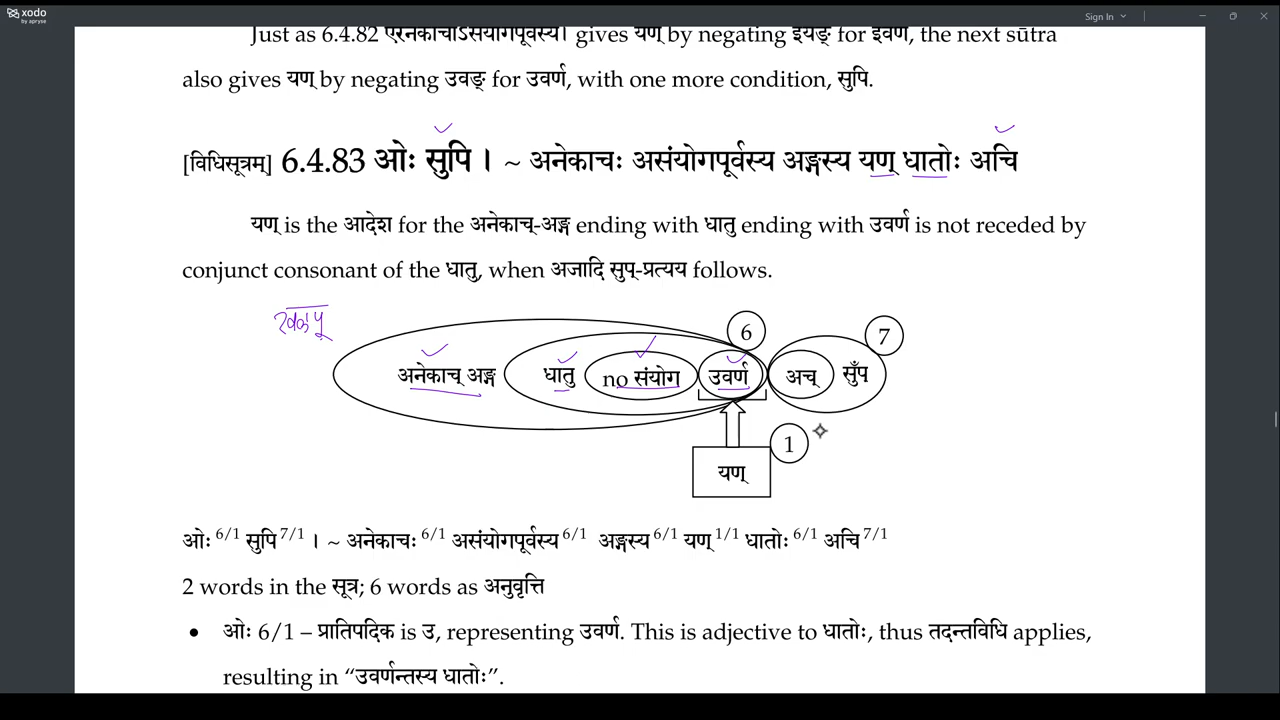 xodo
by apryse
Sign In
Just as 6.4.82 एरनेकाचोऽसंयोगपूर्वस्य। gives यण् by negating इयङ् for इवर्ण, the next sūtra
also gives यण् by negating उवङ् for उवर्ण, with one more condition, सुपि.
[विधिसूत्रम्] 6.4.83 ओः सुपि । ~ अनेकाचः असंयोगपूर्वस्य अङ्गस्य यण् धातोः अचि
यण् is the आदेश for the अनेकाच्-अङ्ग ending with धातु ending with उवर्ण is not receded by
conjunct consonant of the धातु, when अजादि सुप्-प्रत्यय follows.
खलपू
6
7
अनेकाच् अङ्ग धातु no संयोग उवर्ण अच् सुँप्
1
यण्
ओः 6/1 सुपि 7/1 । ~ अनेकाचः 6/1 असंयोगपूर्वस्य 6/1 अङ्गस्य 6/1 यण् 1/1 धातोः 6/1 अचि 7/1
2 words in the सूत्र; 6 words as अनुवृत्ति
• ओः 6/1 – प्रातिपदिक is उ, representing उवर्ण. This is adjective to धातोः, thus तदन्तविधि applies,
resulting in “उवर्णन्तस्य धातोः”.